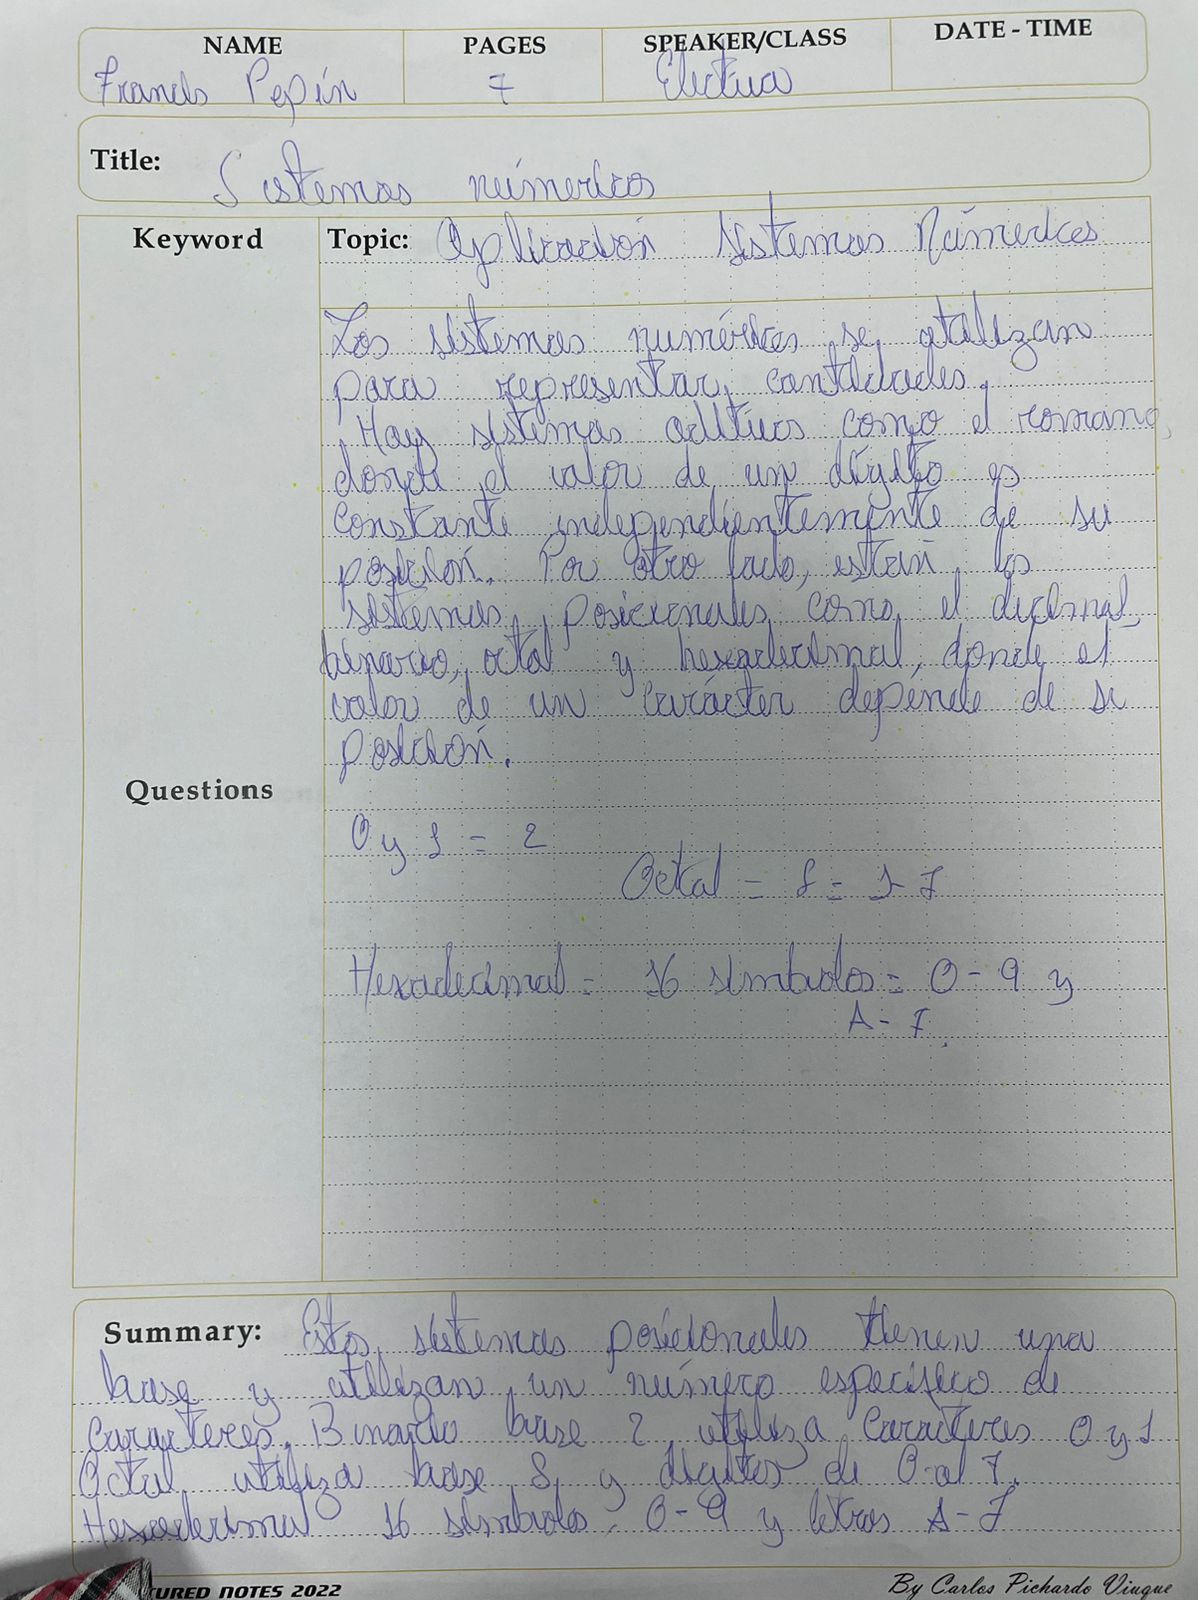 NAME PAGES SPEAKER/CLASS DATE - TIME
Francis Pepín 7 Electiva
Title: Sistemas númericos
Keyword Topic: Aplicación sistemas Númericos
Los sistemas numéricos se utilizan
para representar cantidades.
Hay sistemas aditivos como el romano,
donde el valor de un dígito es
constante independientemente de su
posición. Por otro lado, están los
sistemas posicionales como el decimal,
binario, octal y hexadecimal, donde el
valor de un carácter depende de su
posición.
Questions
0 y 1 = 2
Octal = 8 = 1-7
Hexadecimal = 16 símbolos = 0-9 y
A-F.
Summary: Estos sistemas posicionales tienen una
base y utilizan un número específico de
caracteres. Binario base 2 utiliza caracteres 0 y 1
Octal utiliza base 8 y dígitos de 0 al 7.
Hexadecimal 16 símbolos: 0-9 y letras A-F
TURED NOTES 2022 By Carlos Pichardo Viuque